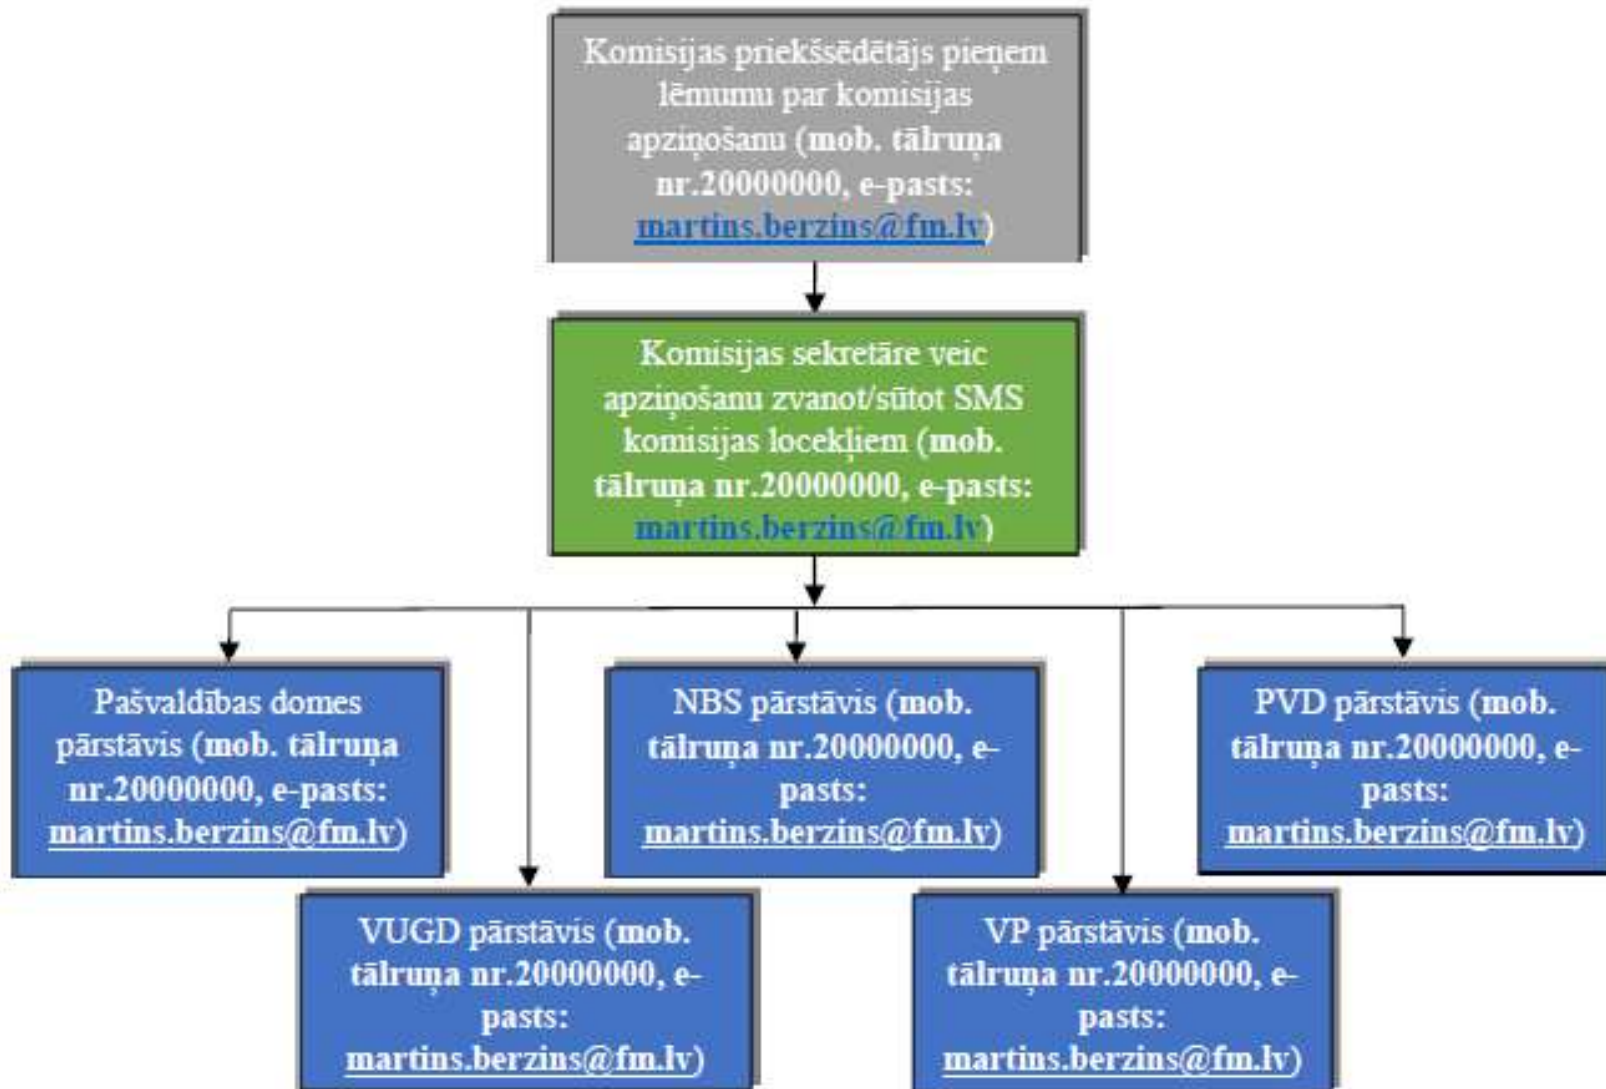 Komisijas priekšsēdētājs pieņem
lēmumu par komisijas
apziņošanu (mob. tālruņa
nr.20000000, e-pasts:
martins.berzins@fm.lv)
Komisijas sekretāre veic
apziņošanu zvanot/sūtot SMS
komisijas locekļiem (mob.
tālruņa nr.20000000, e-pasts:
martins.berzins@fm.lv)
Pašvaldības domes
pārstāvis (mob. tālruņa
nr.20000000, e-pasts:
martins.berzins@fm.lv)
NBS pārstāvis (mob.
tālruņa nr.20000000, e-
pasts:
martins.berzins@fm.lv)
PVD pārstāvis (mob.
tālruņa nr.20000000, e-
pasts:
martins.berzins@fm.lv)
VUGD pārstāvis (mob.
tālruņa nr.20000000, e-
pasts:
martins.berzins@fm.lv)
VP pārstāvis (mob.
tālruņa nr.20000000, e-
pasts:
martins.berzins@fm.lv)